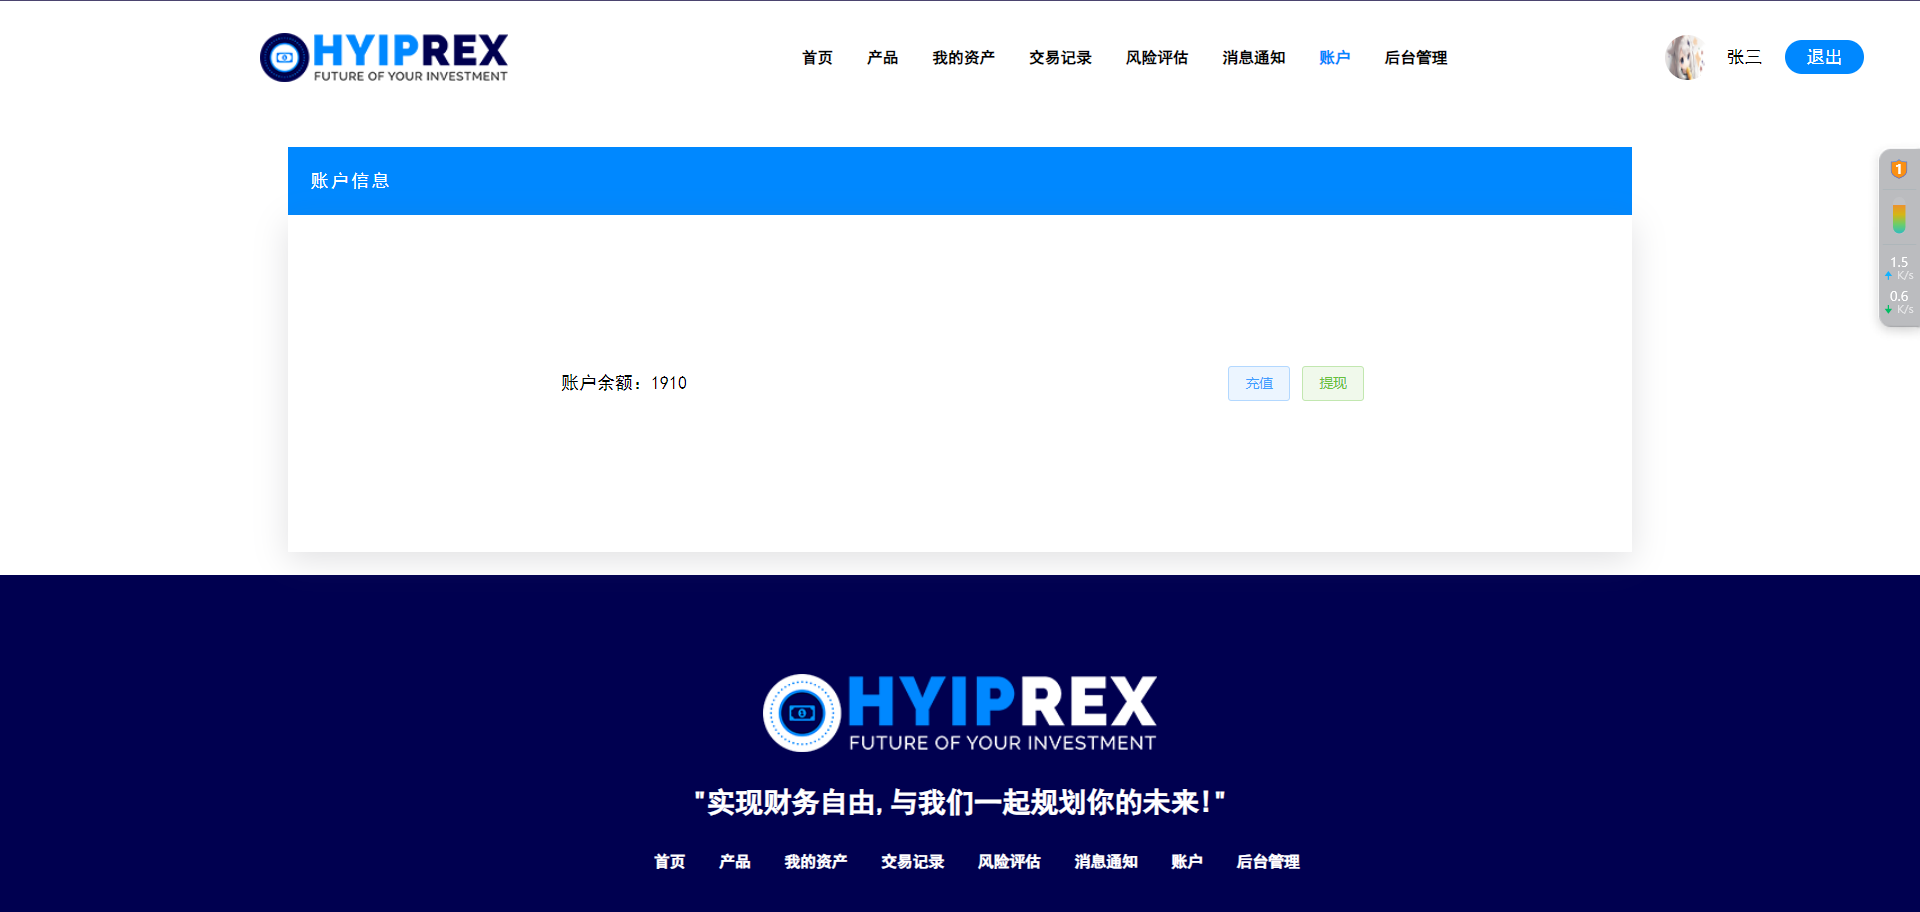 HYIPREX
FUTURE OF YOUR INVESTMENT
首页 产品 我的资产 交易记录 风险评估 消息通知 账户 后台管理
张三 退出
账户信息
1
1.5
K/s
0.6
K/s
账户余额：1910 充值 提现
HYIPREX
FUTURE OF YOUR INVESTMENT
"实现财务自由，与我们一起规划你的未来！"
首页 产品 我的资产 交易记录 风险评估 消息通知 账户 后台管理